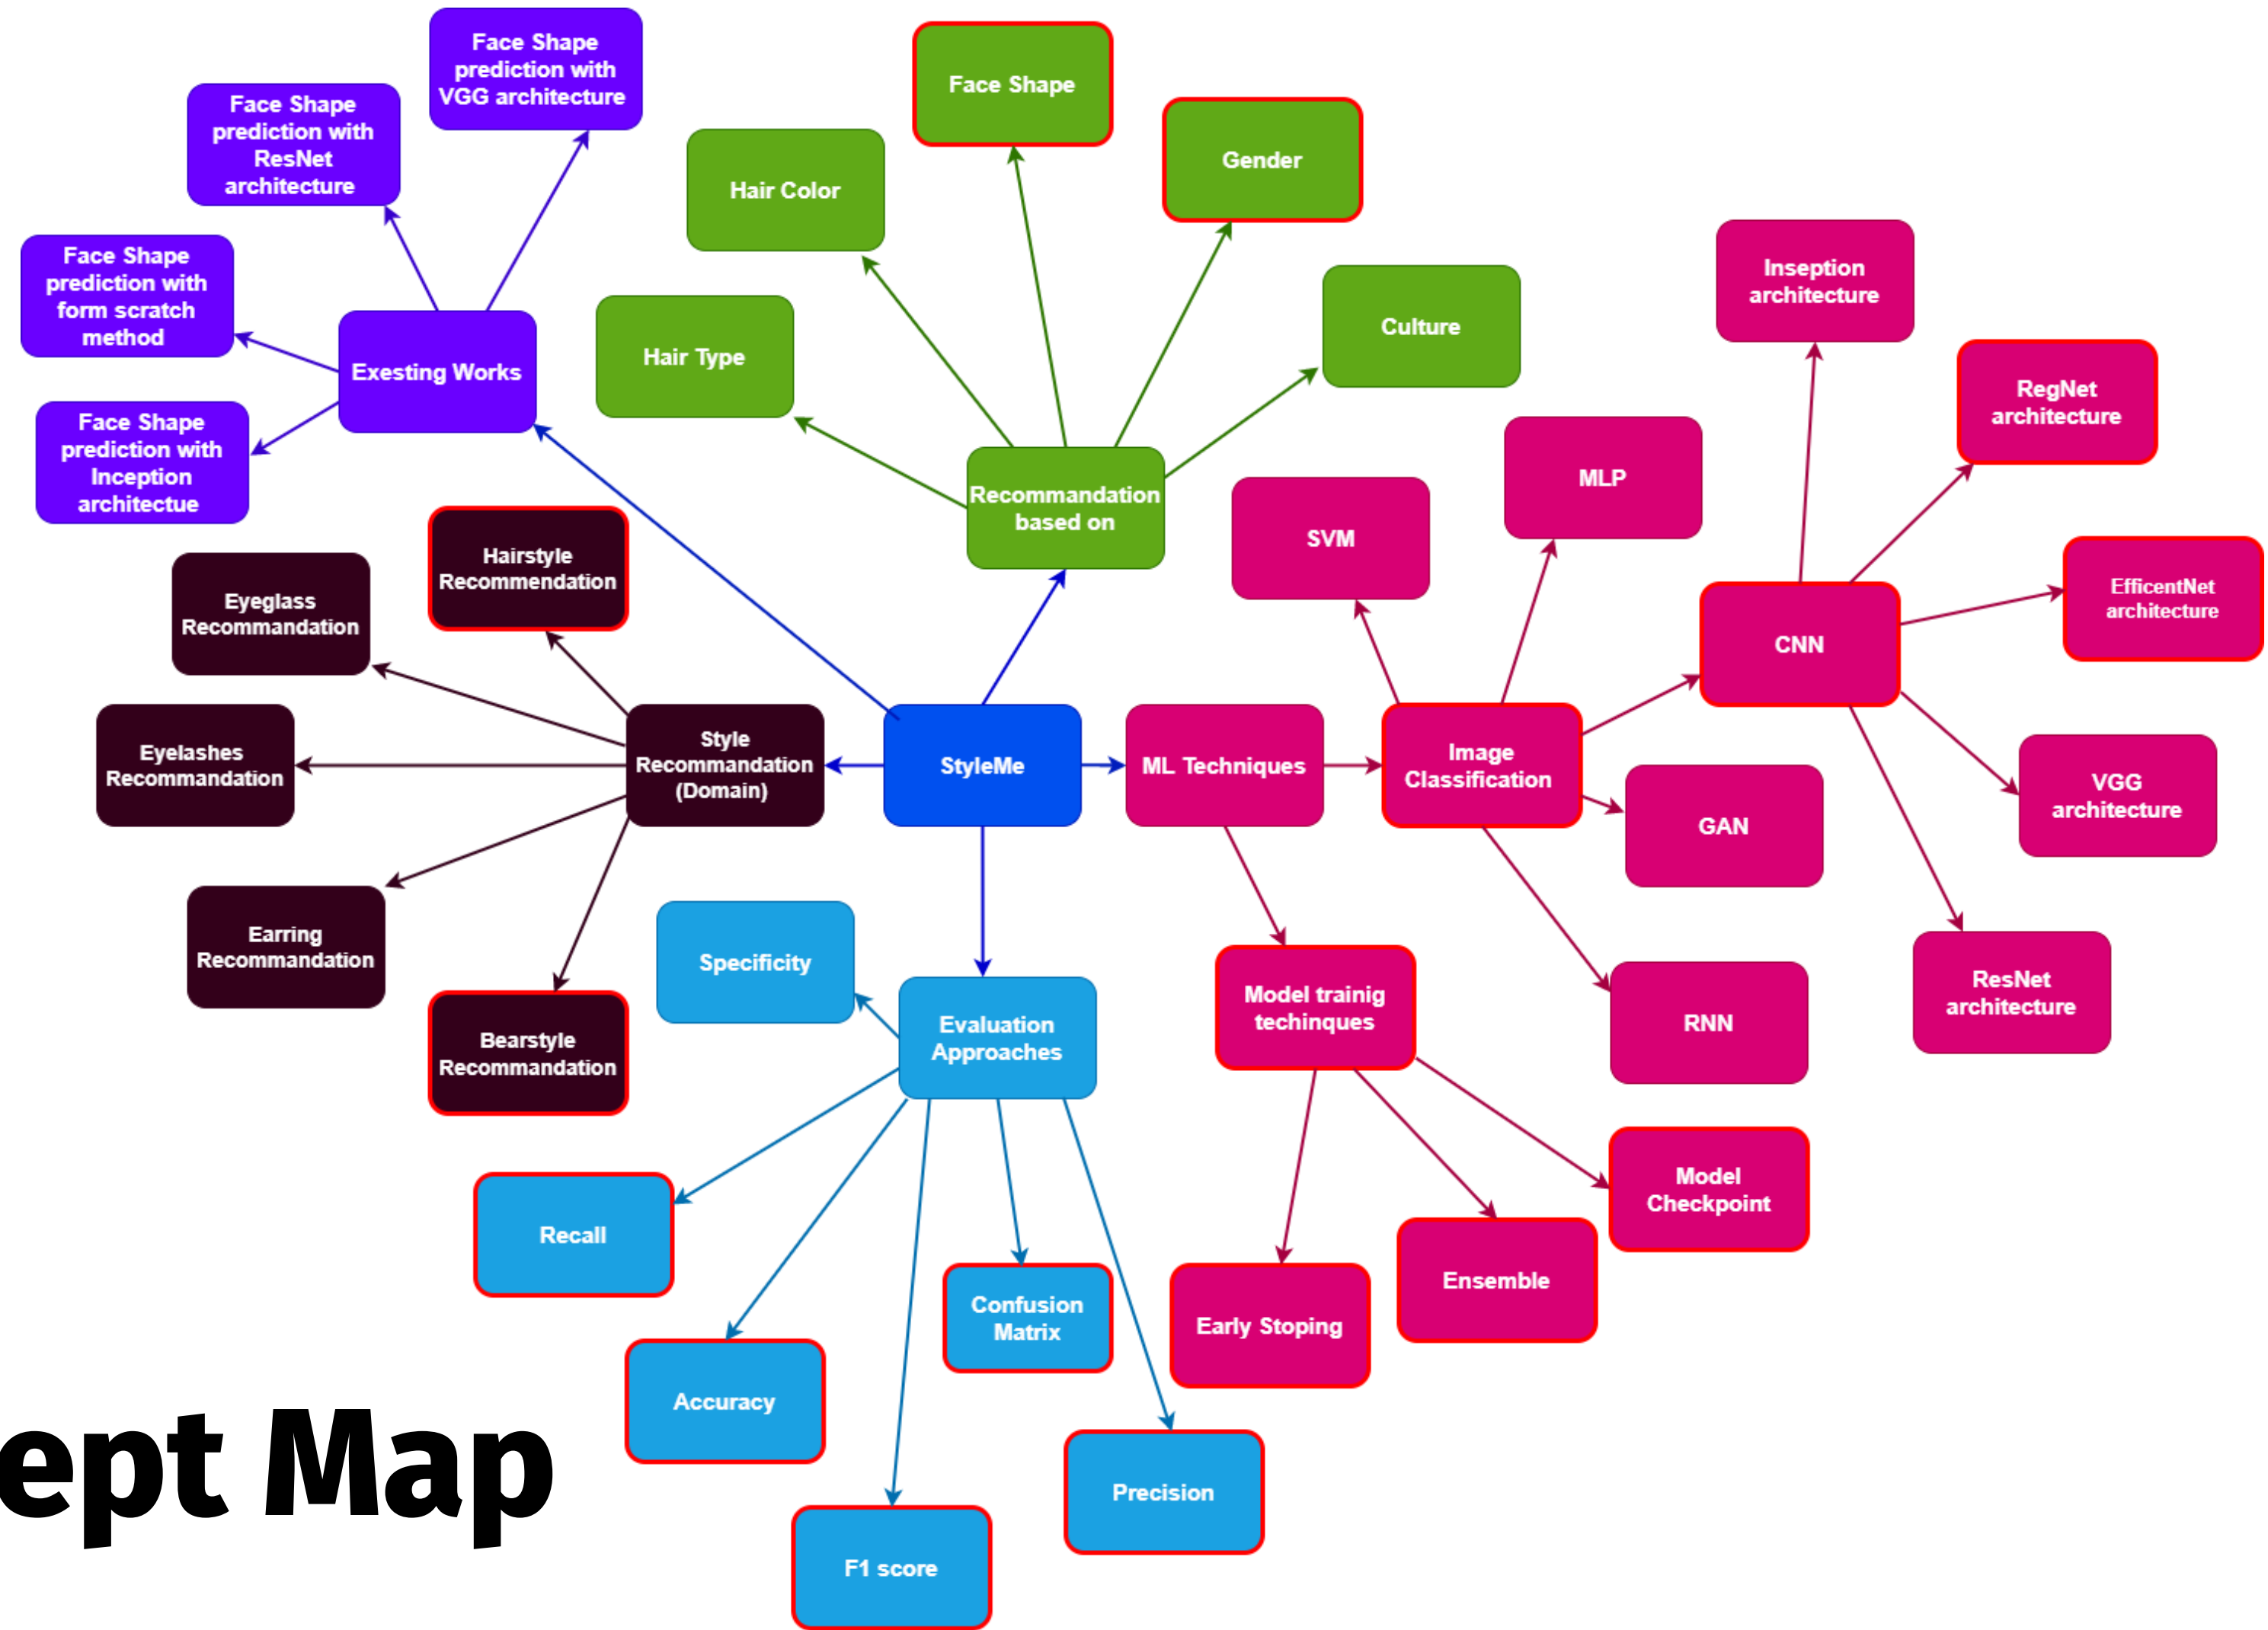 Face Shape
prediction with
VGG architecture
Face Shape
prediction with
ResNet
architecture
Face Shape
prediction with
form scratch
method
Face Shape
prediction with
Inception
architectue
Exesting Works
Face Shape
Gender
Hair Color
Hair Type
Culture
Recommandation
based on
Inseption
architecture
RegNet
architecture
EfficentNet
architecture
VGG
architecture
ResNet
architecture
CNN
MLP
SVM
Image
Classification
GAN
RNN
ML Techniques
StyleMe
Style
Recommandation
(Domain)
Hairstyle
Recommendation
Eyeglass
Recommandation
Eyelashes
Recommandation
Earring
Recommandation
Bearstyle
Recommandation
Specificity
Evaluation
Approaches
Recall
Accuracy
F1 score
Confusion
Matrix
Precision
Model trainig
techinques
Early Stoping
Ensemble
Model
Checkpoint
ept Map